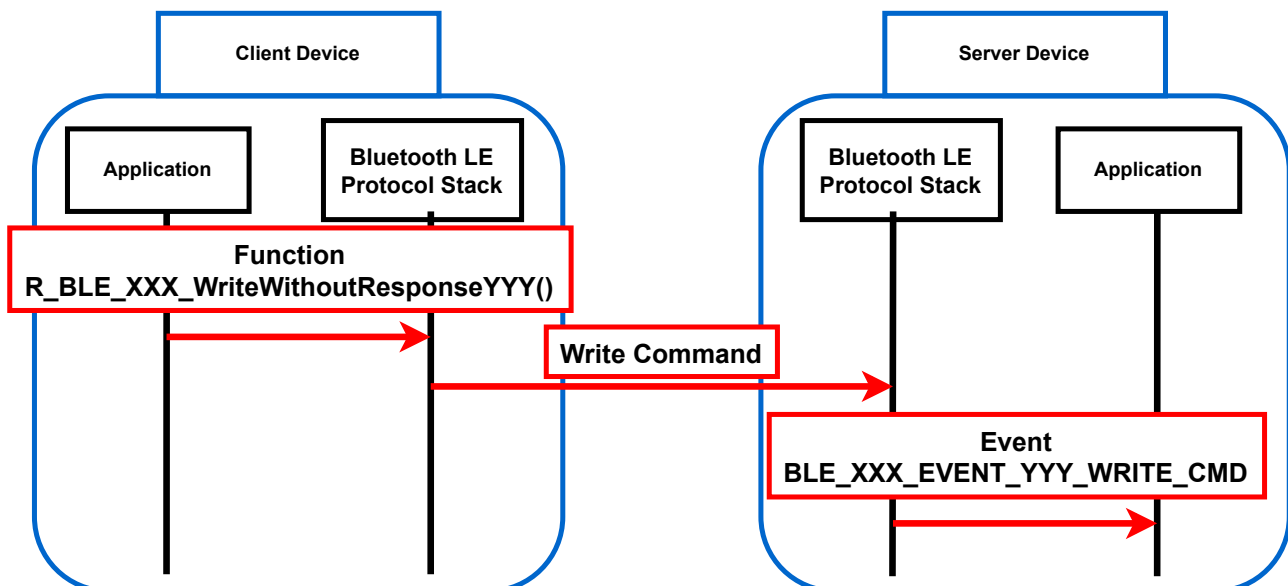 Client Device
Server Device
Application
Bluetooth LE
Protocol Stack
Bluetooth LE
Protocol Stack
Application
Function
R_BLE_XXX_WriteWithoutResponseYYY()
Write Command
Event
BLE_XXX_EVENT_YYY_WRITE_CMD